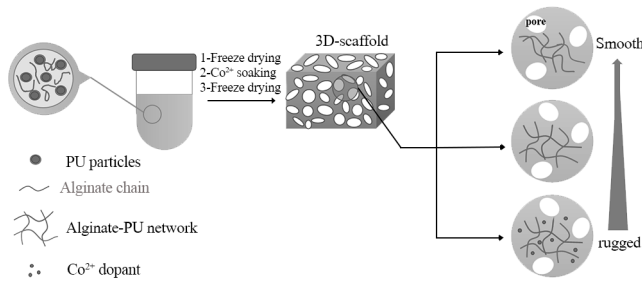 pore
Smooth
3D-scaffold
1-Freeze drying
2-Co²⁺ soaking
3-Freeze drying
PU particles
Alginate chain
Alginate-PU network
rugged
Co²⁺ dopant